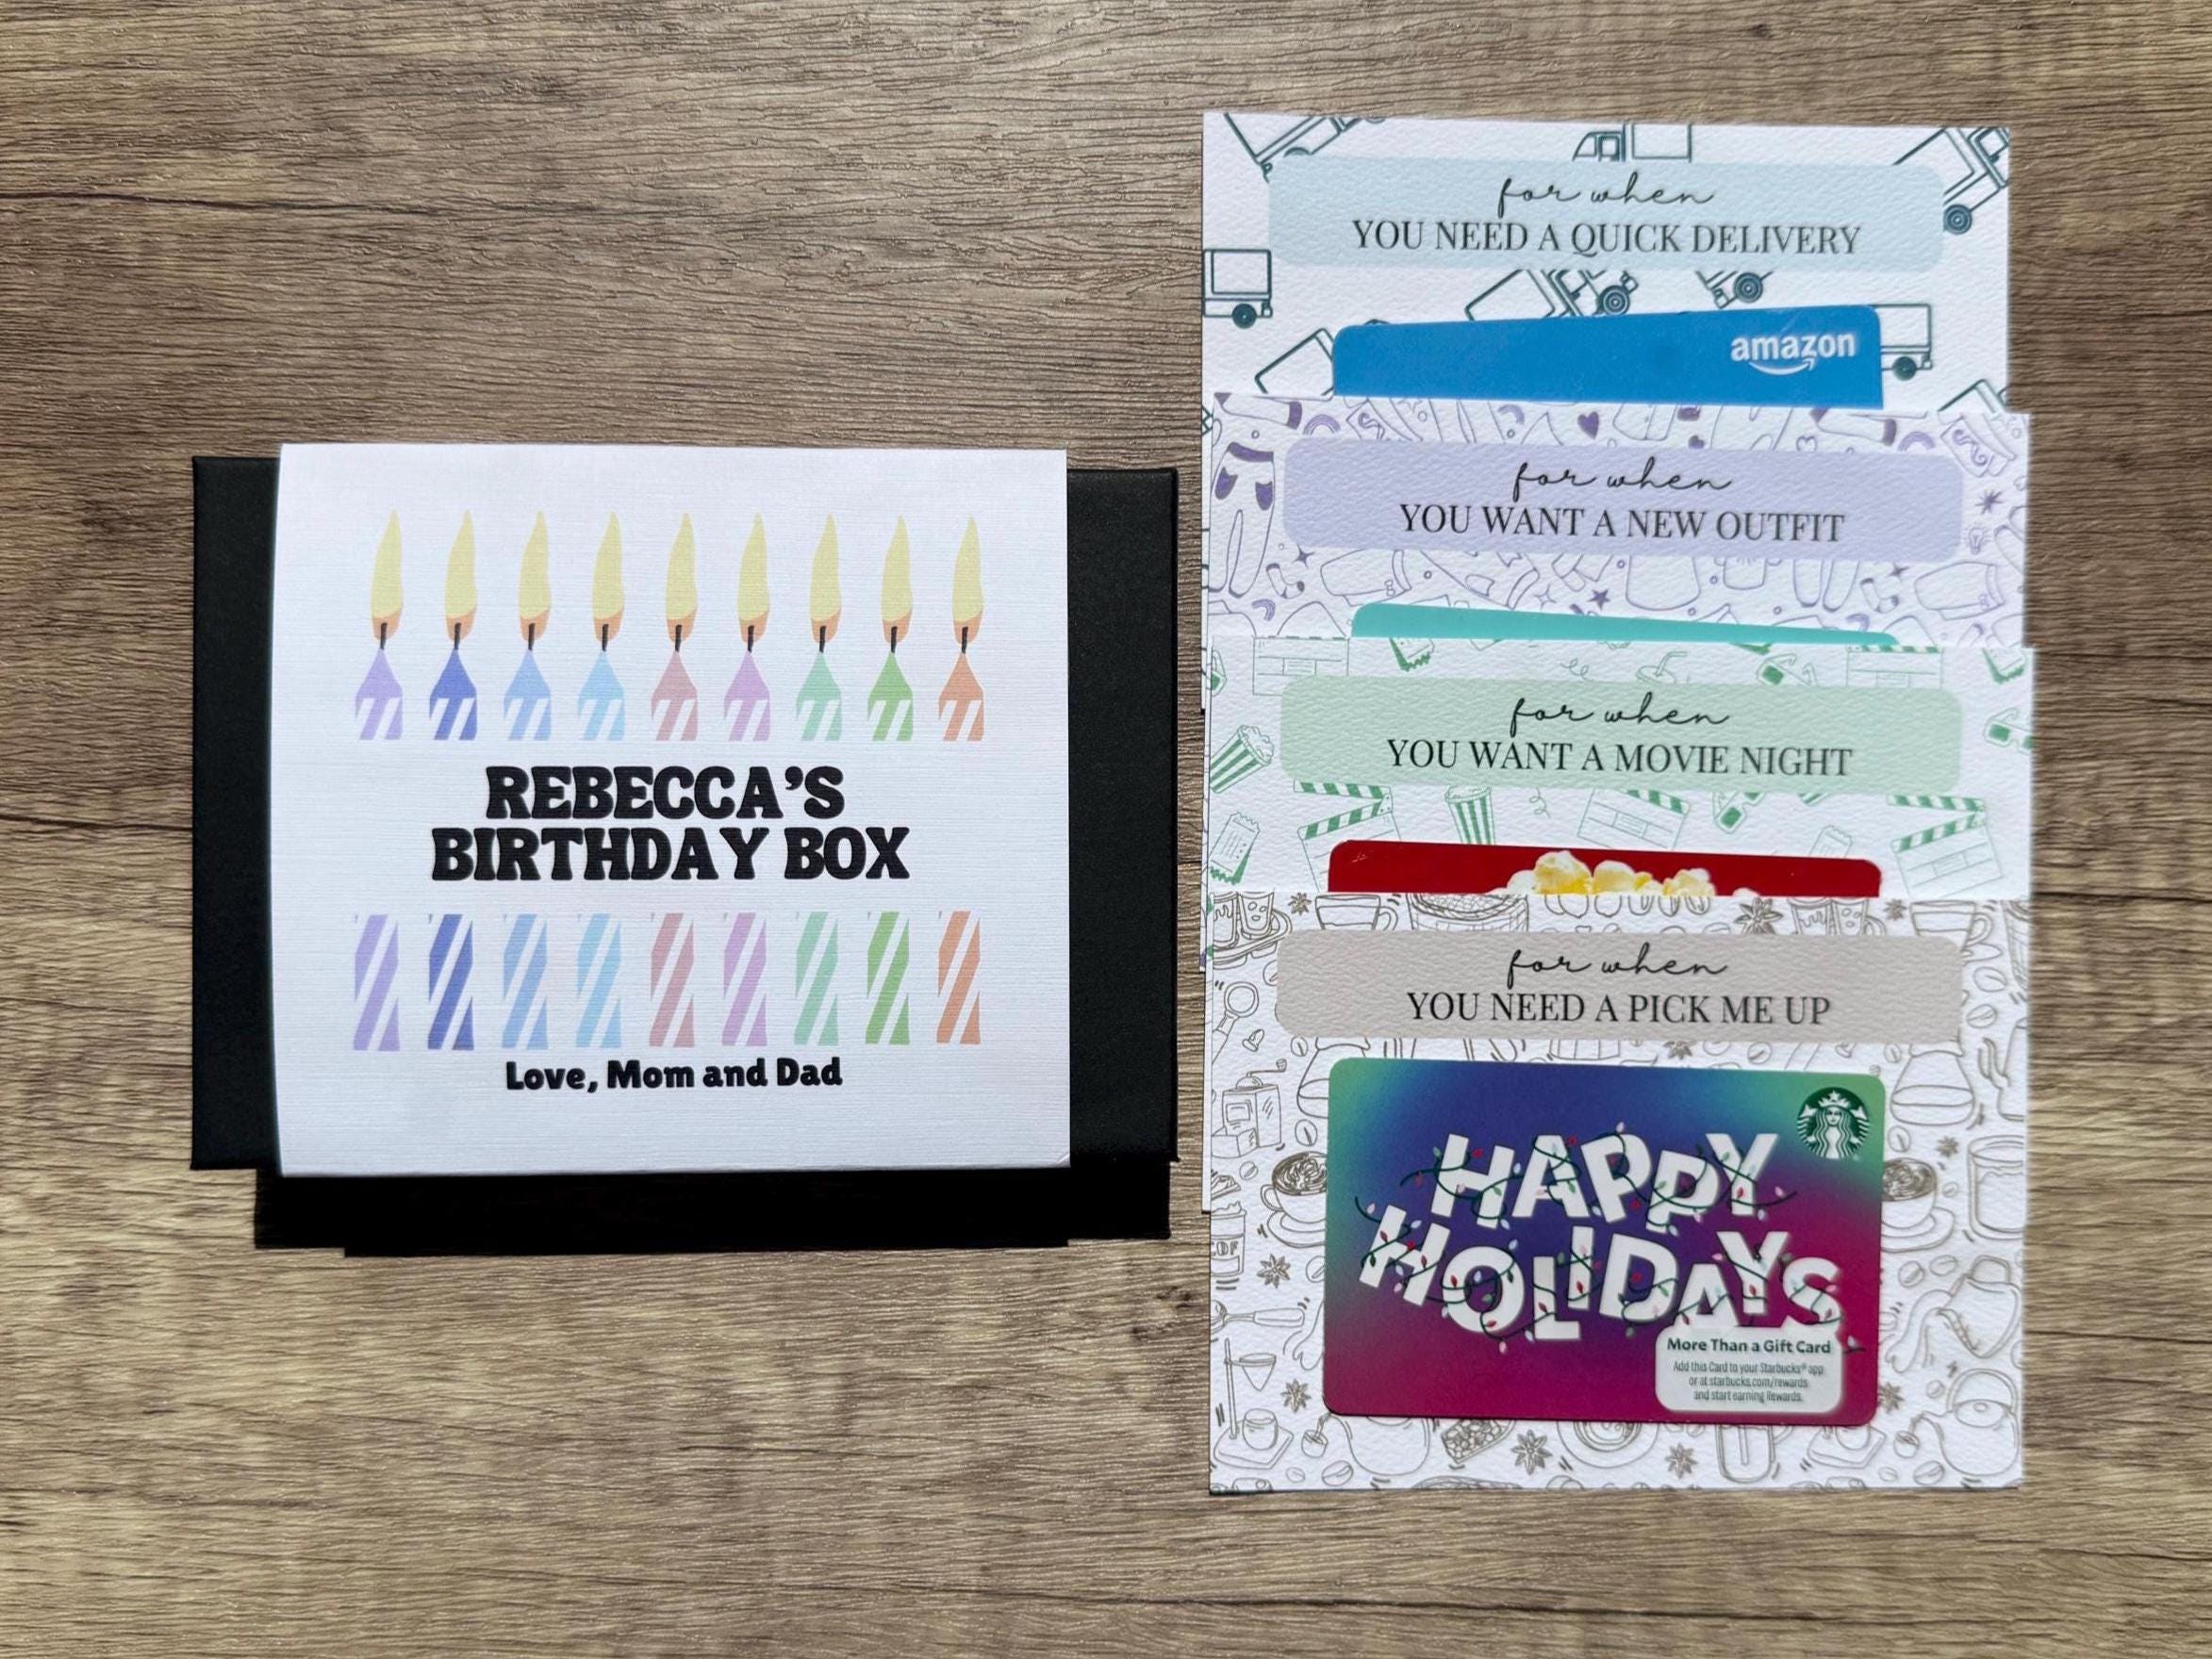 REBECCA'S
BIRTHDAY BOX
Love, Mom and Dad
for when
YOU NEED A QUICK DELIVERY
amazon
for when
YOU WANT A NEW OUTFIT
for when
YOU WANT A MOVIE NIGHT
for when
YOU NEED A PICK ME UP
HAPPY
HOLIDAYS
More Than a Gift Card
Add this Card to your Starbucks® app
or at starbucks.com/rewards
and start earning Rewards.